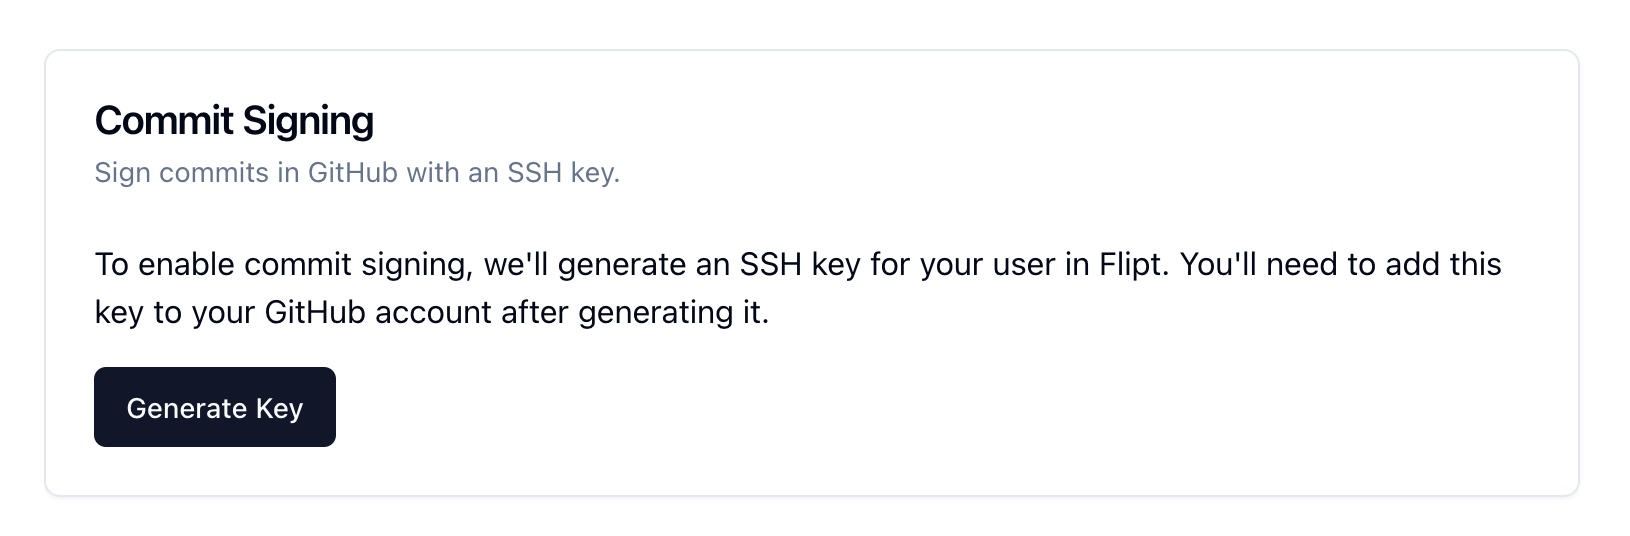 Commit Signing
Sign commits in GitHub with an SSH key.
To enable commit signing, we'll generate an SSH key for your user in Flipt. You'll need to add this
key to your GitHub account after generating it.
Generate Key